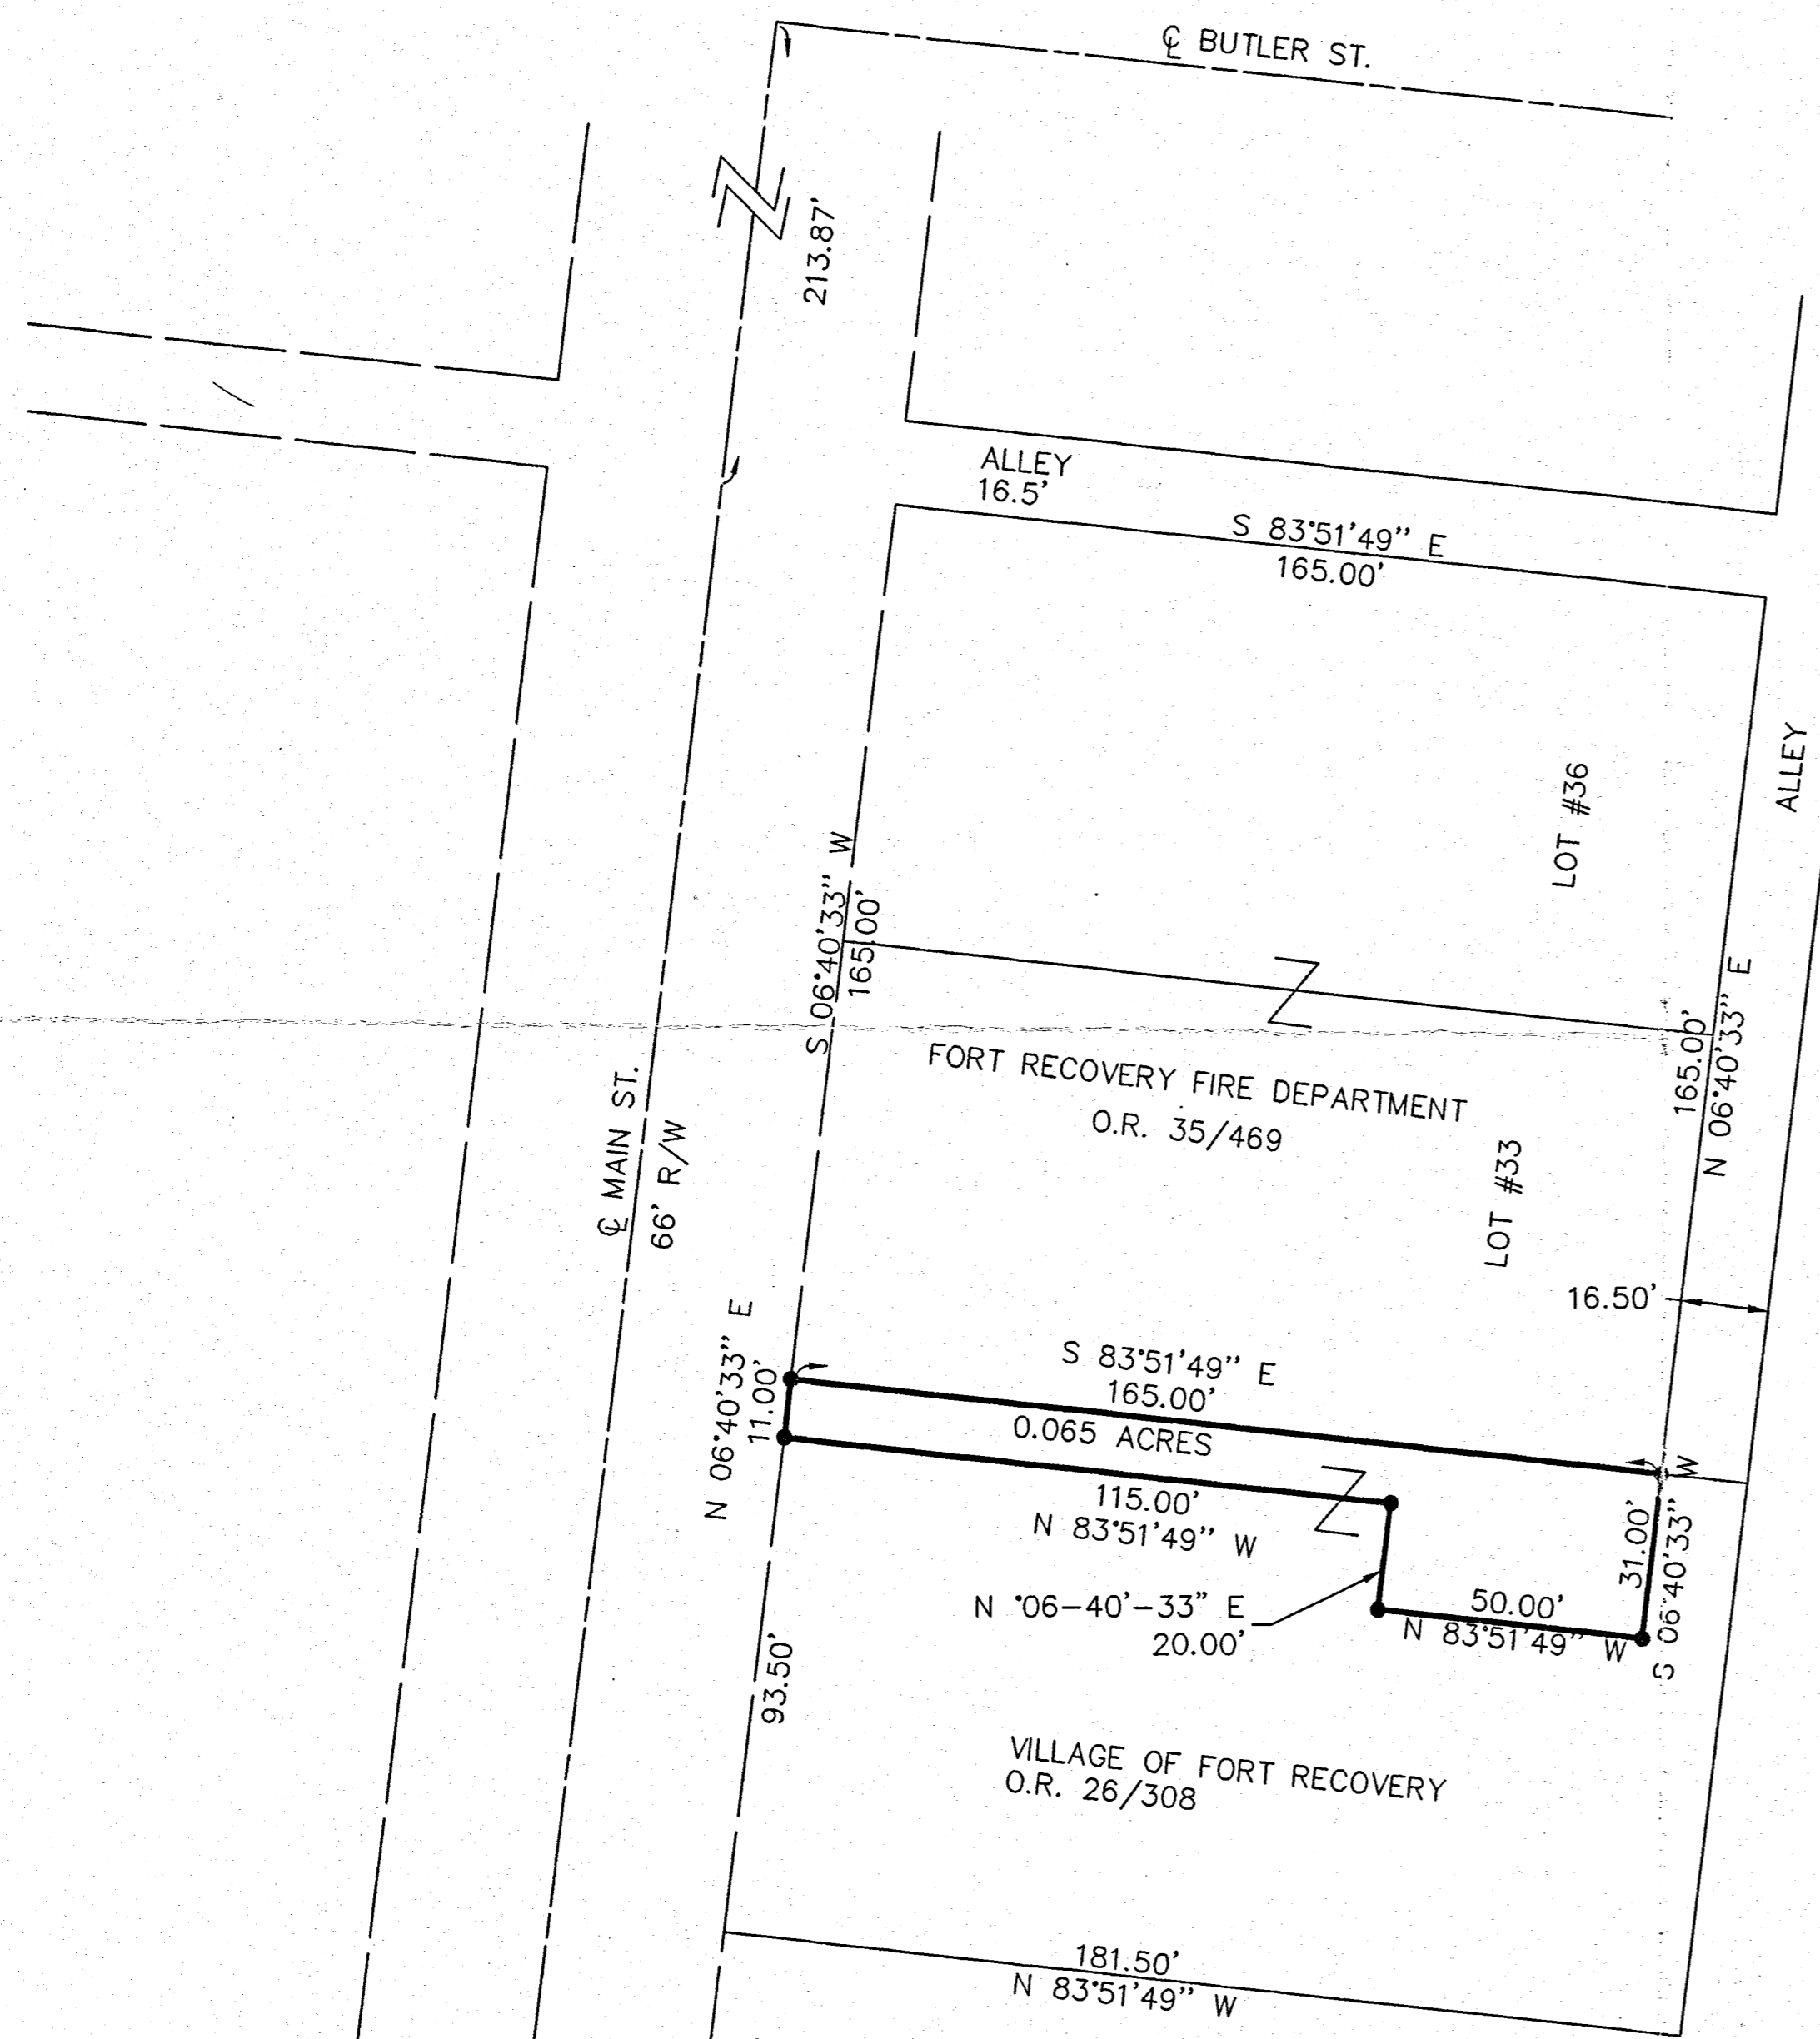 ℄ BUTLER ST.
213.87'
ALLEY
16.5'
S 83°51'49" E
165.00'
LOT #36
ALLEY
S 06°40'33" W
165.00'
165.00'
N 06°40'33" E
FORT RECOVERY FIRE DEPARTMENT
O.R. 35/469
℄ MAIN ST.
66' R/W
LOT #33
16.50'
N 06°40'33" E
11.00'
S 83°51'49" E
165.00'
0.065 ACRES
115.00'
N 83°51'49" W
31.00'
S 06°40'33" W
N °06-40'-33" E
20.00'
50.00'
N 83°51'49" W
93.50'
VILLAGE OF FORT RECOVERY
O.R. 26/308
181.50'
N 83°51'49" W